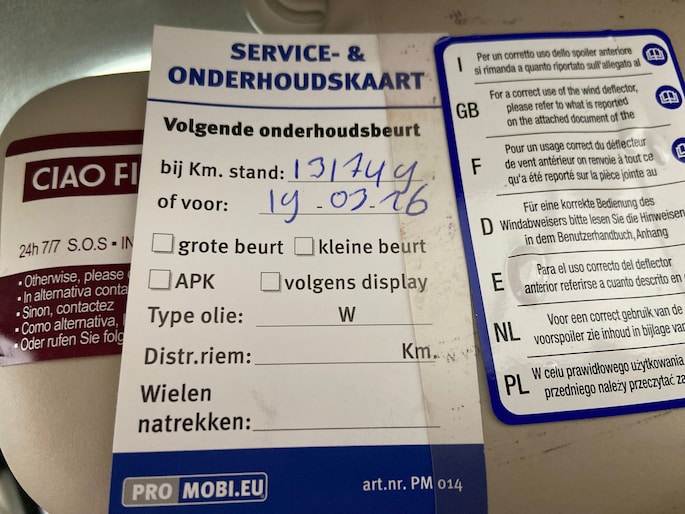 SERVICE- &
ONDERHOUDSKAART
Volgende onderhoudsbeurt
bij Km. stand: 131749
of voor: 19-03-26
grote beurt kleine beurt
APK volgens display
Type olie: W
Distr.riem: Km.
Wielen
natrekken:
PRO MOBI.EU art.nr. PM 014
CIAO FI
24h 7/7 S.O.S • IN
• Otherwise, please
• In alternativa conta
• Sinon, contactez
• Como alternativa,
• Oder rufen Sie folg
I Per un corretto uso dello spoiler anteriore
si rimanda a quanto riportato sull'allegato al
GB For a correct use of the wind deflector,
please refer to what is reported
on the attached document of the
F Pour un usage correct du déflecteur
de vent antérieur on renvoie à tout ce
qu'a été reporté sur la pièce jointe au
D Für eine korrekte Bedienung des
Windabweisers bitte lesen Sie die Hinweisen
in dem Benutzerhandbuch, Anhang
E Para el uso correcto del deflector
anterior referirse a cuanto descrito en
NL Voor een correct gebruik van de
voorspoiler zie inhoud in bijlage van
PL W celu prawidłowego użytkowania
przedniego należy przeczytać za